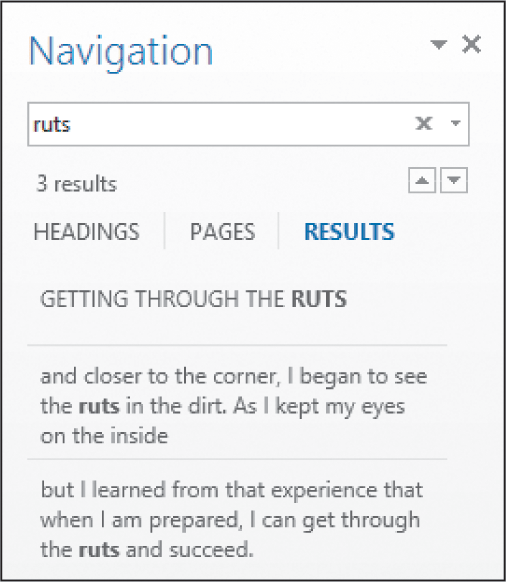 Navigation
ruts
3 results
HEADINGS PAGES RESULTS
GETTING THROUGH THE RUTS
and closer to the corner, I began to see
the ruts in the dirt. As I kept my eyes
on the inside
but I learned from that experience that
when I am prepared, I can get through
the ruts and succeed.